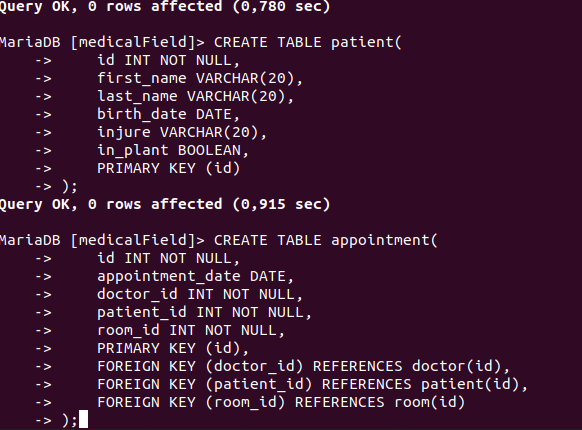 Query OK, 0 rows affected (0,780 sec)
MariaDB [medicalField]> CREATE TABLE patient(
    ->     id INT NOT NULL,
    ->     first_name VARCHAR(20),
    ->     last_name VARCHAR(20),
    ->     birth_date DATE,
    ->     injure VARCHAR(20),
    ->     in_plant BOOLEAN,
    ->     PRIMARY KEY (id)
    -> );
Query OK, 0 rows affected (0,915 sec)
MariaDB [medicalField]> CREATE TABLE appointment(
    ->     id INT NOT NULL,
    ->     appointment_date DATE,
    ->     doctor_id INT NOT NULL,
    ->     patient_id INT NOT NULL,
    ->     room_id INT NOT NULL,
    ->     PRIMARY KEY (id),
    ->     FOREIGN KEY (doctor_id) REFERENCES doctor(id),
    ->     FOREIGN KEY (patient_id) REFERENCES patient(id),
    ->     FOREIGN KEY (room_id) REFERENCES room(id)
    -> );